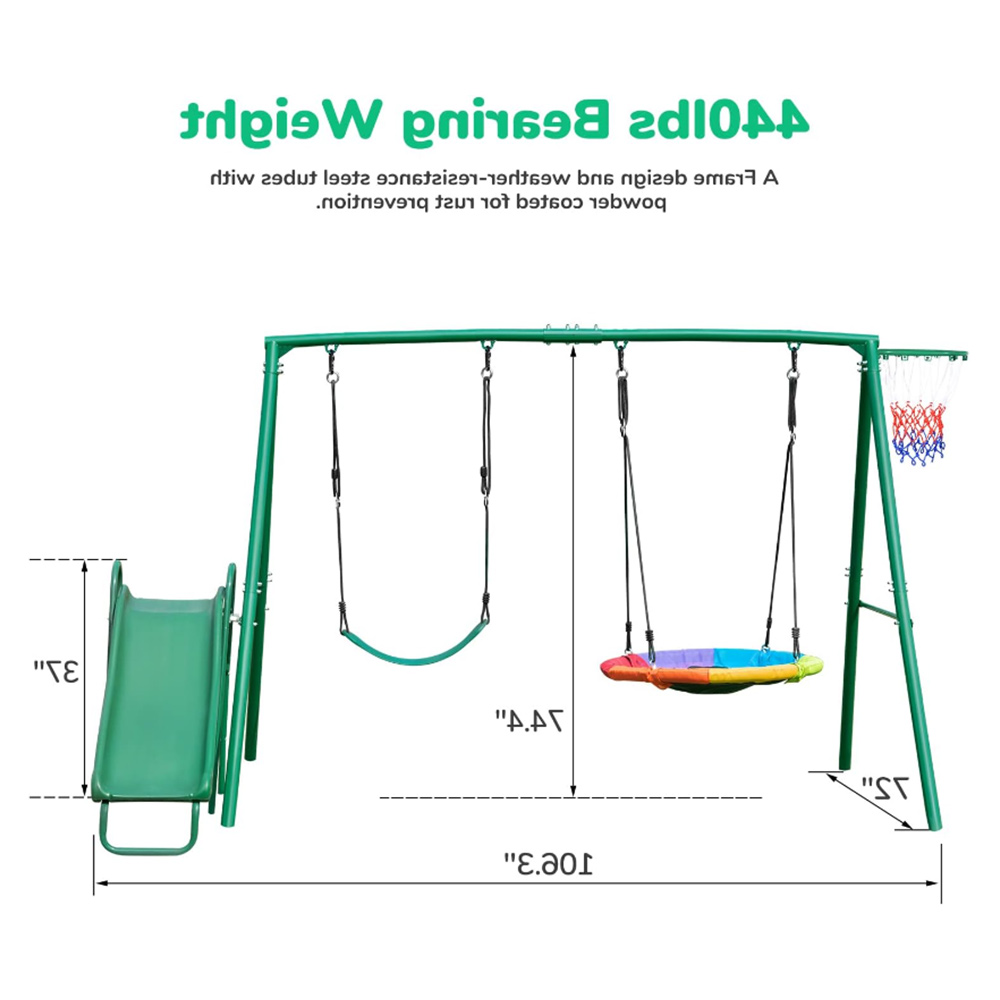 440lbs Bearing Weight
A Frame design and weather-resistance steel tubes with
powder coated for rust prevention.
37"
74.4"
72"
106.3"